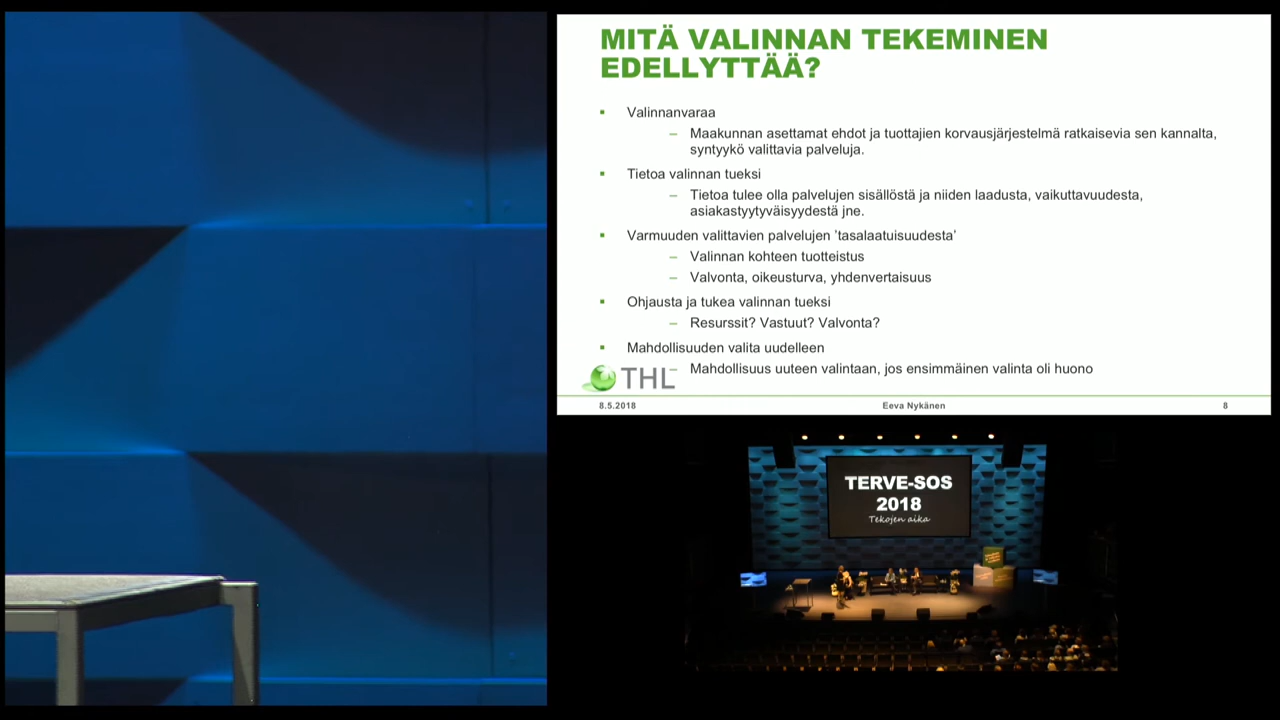 MITÄ VALINNAN TEKEMINEN
EDELLYTTÄÄ?
▪ Valinnanvaraa
– Maakunnan asettamat ehdot ja tuottajien korvausjärjestelmä ratkaisevia sen kannalta,
syntyykö valittavia palveluja.
▪ Tietoa valinnan tueksi
– Tietoa tulee olla palvelujen sisällöstä ja niiden laadusta, vaikuttavuudesta,
asiakastyytyväisyydestä jne.
▪ Varmuuden valittavien palvelujen ’tasalaatuisuudesta’
– Valinnan kohteen tuotteistus
– Valvonta, oikeusturva, yhdenvertaisuus
▪ Ohjausta ja tukea valinnan tueksi
– Resurssit? Vastuut? Valvonta?
▪ Mahdollisuuden valita uudelleen
– Mahdollisuus uuteen valintaan, jos ensimmäinen valinta oli huono
THL
8.5.2018 Eeva Nykänen 8
TERVE-SOS
2018
Tekojen aika